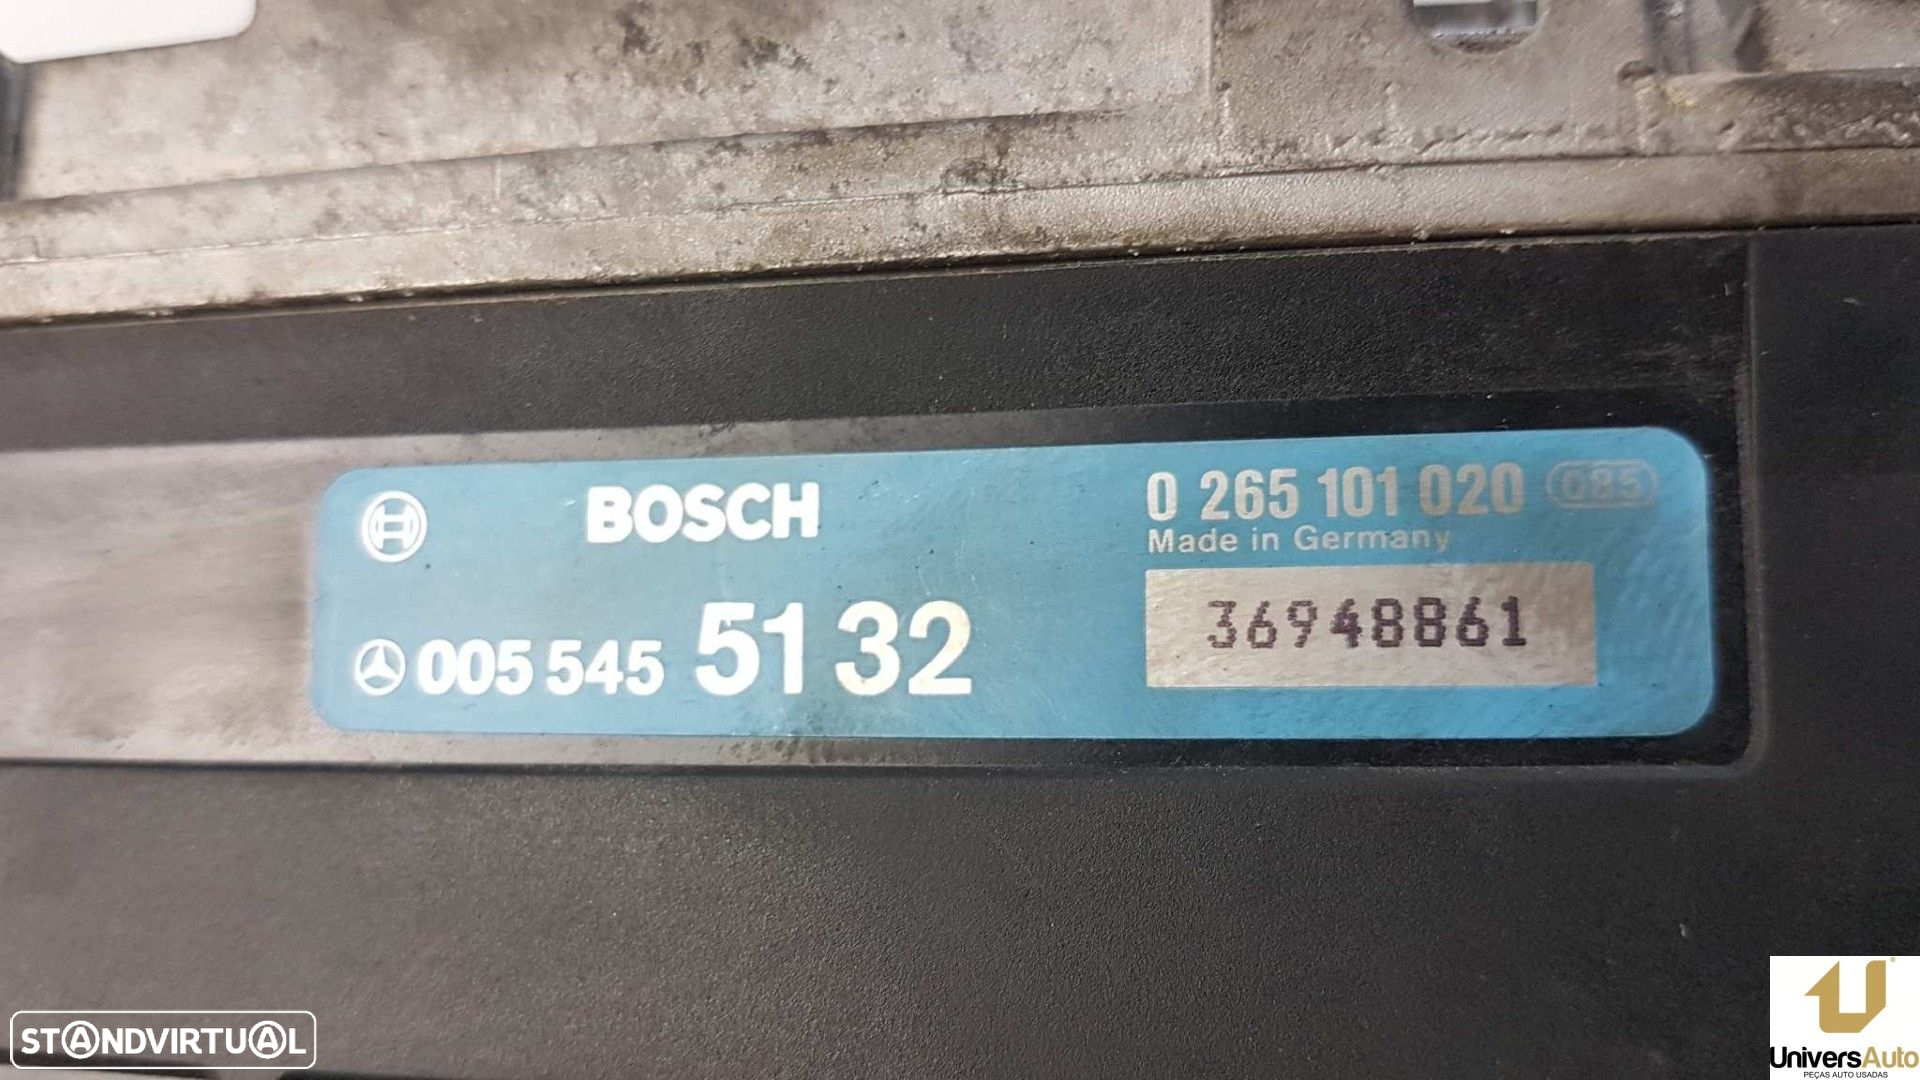 BOSCH
0 265 101 020 085
Made in Germany
005 545 51 32
36948861
STANDVIRTUAL
UniversAuto
PEÇAS AUTO USADAS